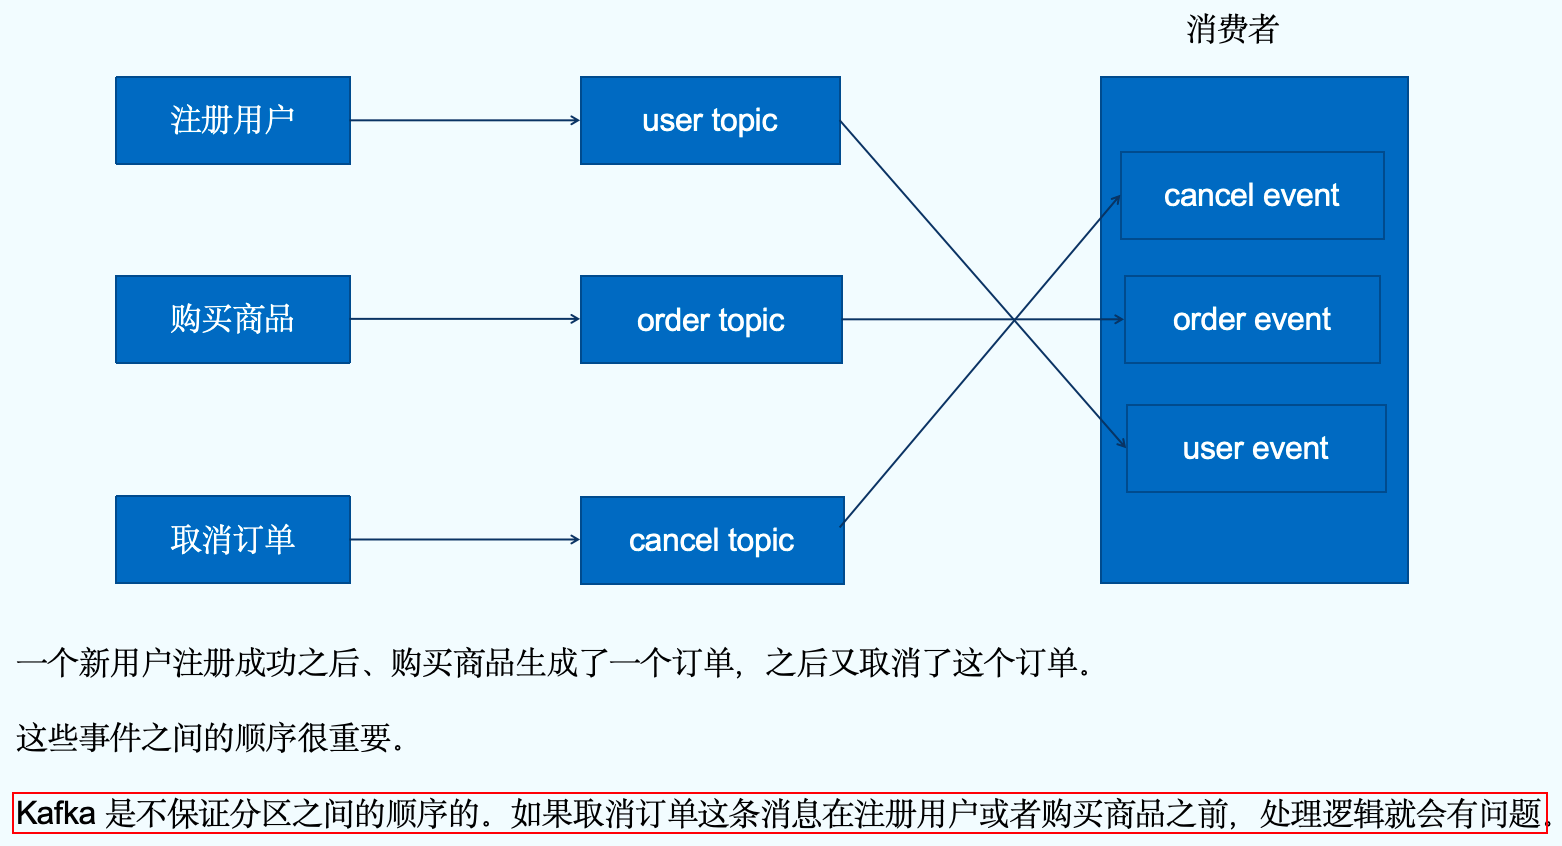 消费者
注册用户
user topic
cancel event
购买商品
order topic
order event
user event
取消订单
cancel topic
一个新用户注册成功之后、购买商品生成了一个订单，之后又取消了这个订单。
这些事件之间的顺序很重要。
Kafka 是不保证分区之间的顺序的。如果取消订单这条消息在注册用户或者购买商品之前，处理逻辑就会有问题。